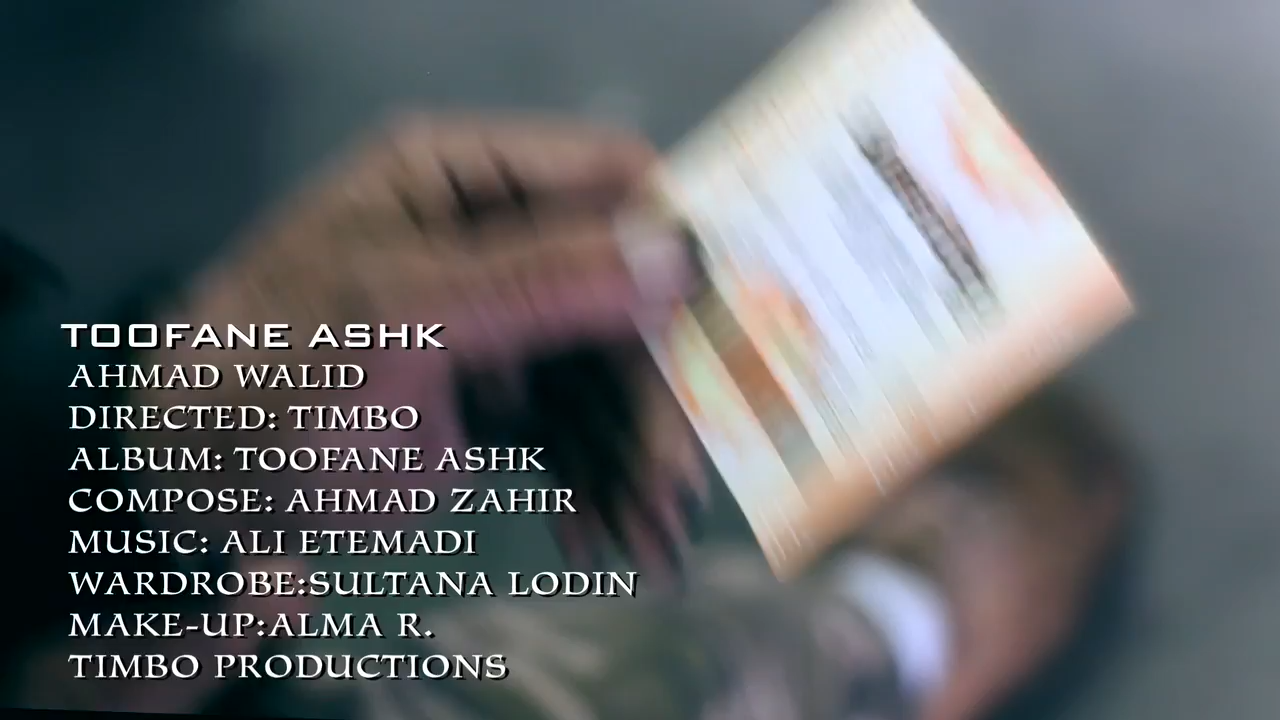 TOOFANE ASHK
AHMAD WALID
DIRECTED: TIMBO
ALBUM: TOOFANE ASHK
COMPOSE: AHMAD ZAHIR
MUSIC: ALI ETEMADI
WARDROBE:SULTANA LODIN
MAKE-UP:ALMA R.
TIMBO PRODUCTIONS